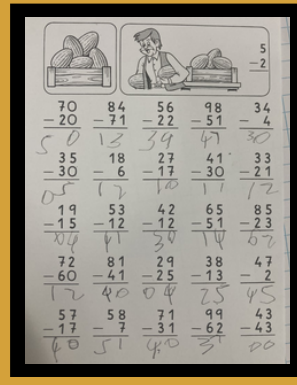 5
-2
70 84 56 98 34
-20 -71 -22 -51 -4
50 13 34 47 30
35 18 27 41 33
-30 -6 -17 -30 -21
05 12 10 11 12
19 53 42 65 85
-15 -12 -12 -51 -23
04 41 30 14 62
72 81 29 38 47
-60 -41 -25 -13 -2
12 40 04 25 45
57 58 71 99 43
-17 -7 -31 -62 -43
40 51 40 37 00